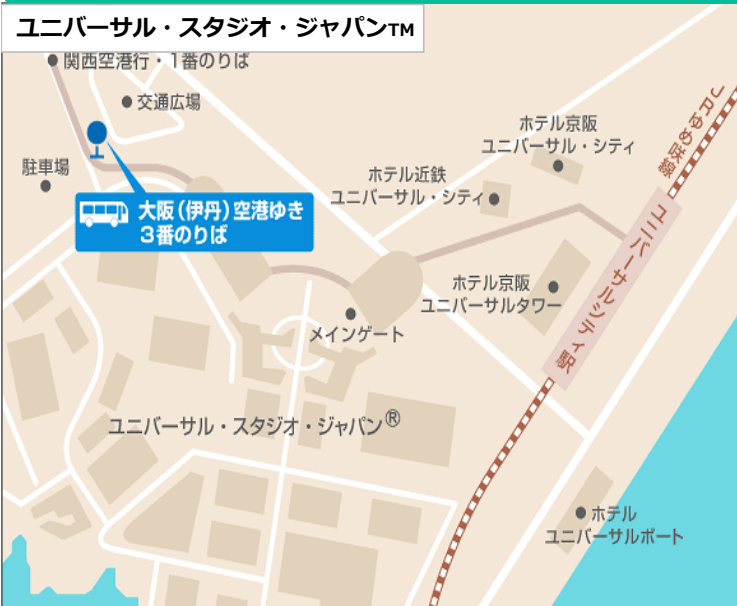 ユニバーサル・スタジオ・ジャパンTM
関西空港行・1番のりば
交通広場
駐車場
大阪(伊丹)空港ゆき
3番のりば
ホテル京阪
ユニバーサル・シティ
ホテル近鉄
ユニバーサル・シティ
JRゆめ咲線
ユニバーサルシティ駅
ホテル京阪
ユニバーサルタワー
メインゲート
ユニバーサル・スタジオ・ジャパン®
ホテル
ユニバーサルポート